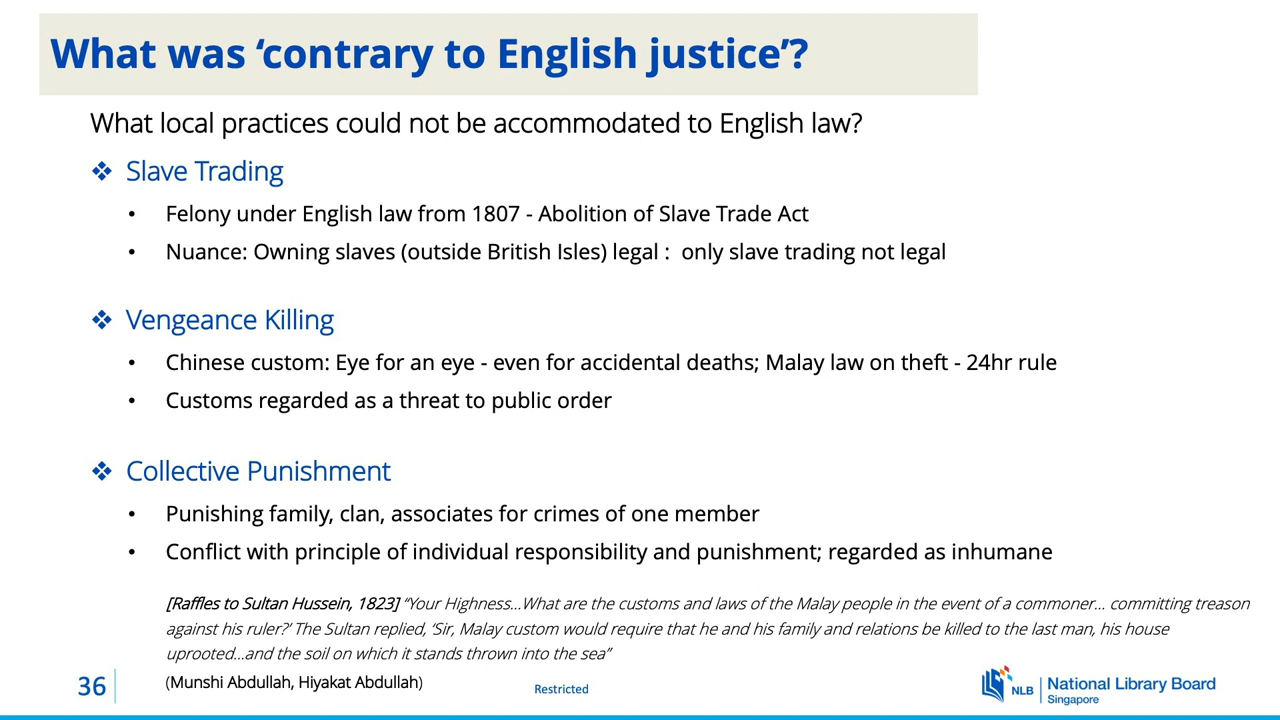 What was ‘contrary to English justice’?
What local practices could not be accommodated to English law?
❖ Slave Trading
• Felony under English law from 1807 - Abolition of Slave Trade Act
• Nuance: Owning slaves (outside British Isles) legal : only slave trading not legal
❖ Vengeance Killing
• Chinese custom: Eye for an eye - even for accidental deaths; Malay law on theft - 24hr rule
• Customs regarded as a threat to public order
❖ Collective Punishment
• Punishing family, clan, associates for crimes of one member
• Conflict with principle of individual responsibility and punishment; regarded as inhumane
[Raffles to Sultan Hussein, 1823] “Your Highness…What are the customs and laws of the Malay people in the event of a commoner… committing treason
against his ruler?’ The Sultan replied, ‘Sir, Malay custom would require that he and his family and relations be killed to the last man, his house
uprooted…and the soil on which it stands thrown into the sea”
(Munshi Abdullah, Hiyakat Abdullah)
36
Restricted
NLB
National Library Board
Singapore